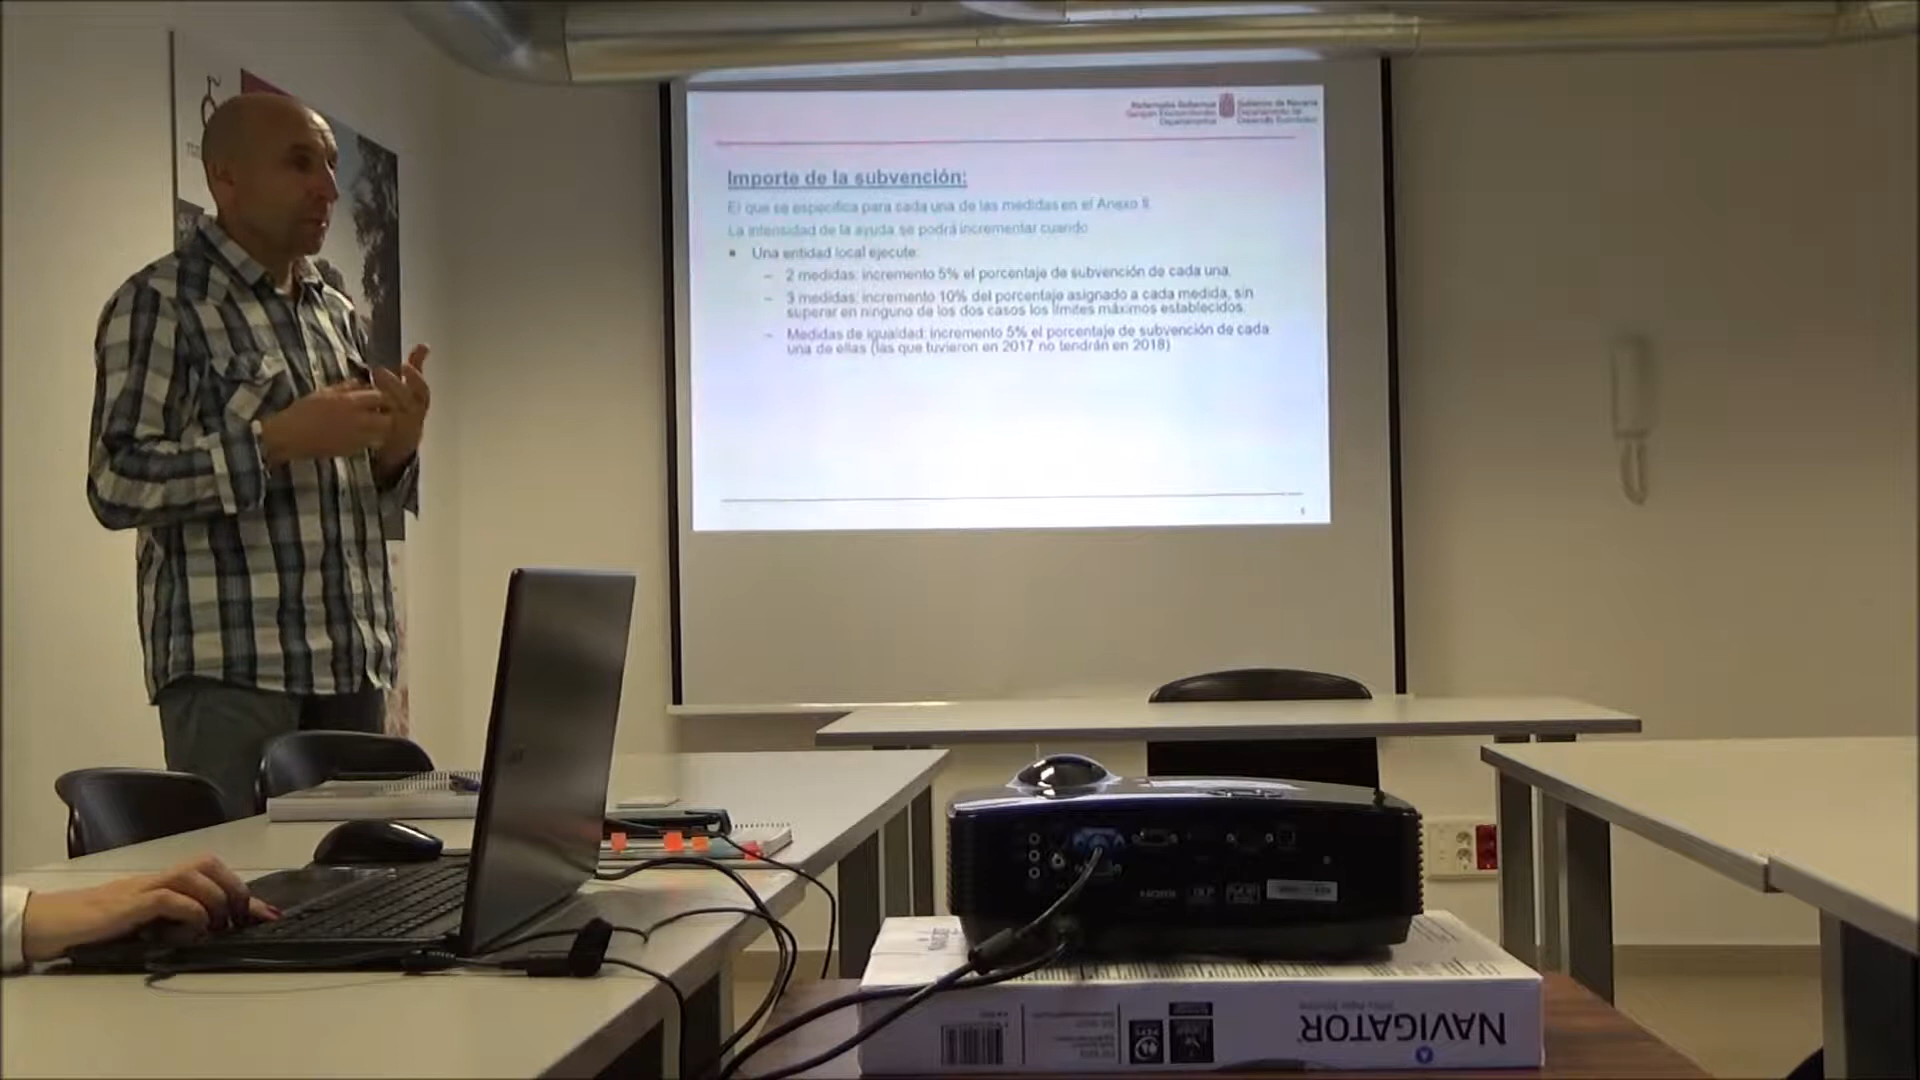 Gobierno de Navarra
Departamento de
Desarrollo Económico
Importe de la subvención:
El que se especifica para cada una de las medidas en el Anexo II.
La intensidad de la ayuda se podrá incrementar cuando
Una entidad local ejecute:
– 2 medidas: incremento 5% el porcentaje de subvención de cada una.
– 3 medidas: incremento 10% del porcentaje asignado a cada medida, sin
superar en ninguno de los dos casos los límites máximos establecidos.
– Medidas de igualdad: incremento 5% el porcentaje de subvención de cada
una de ellas (las que tuvieron en 2017 no tendrán en 2018)
NAVIGATOR